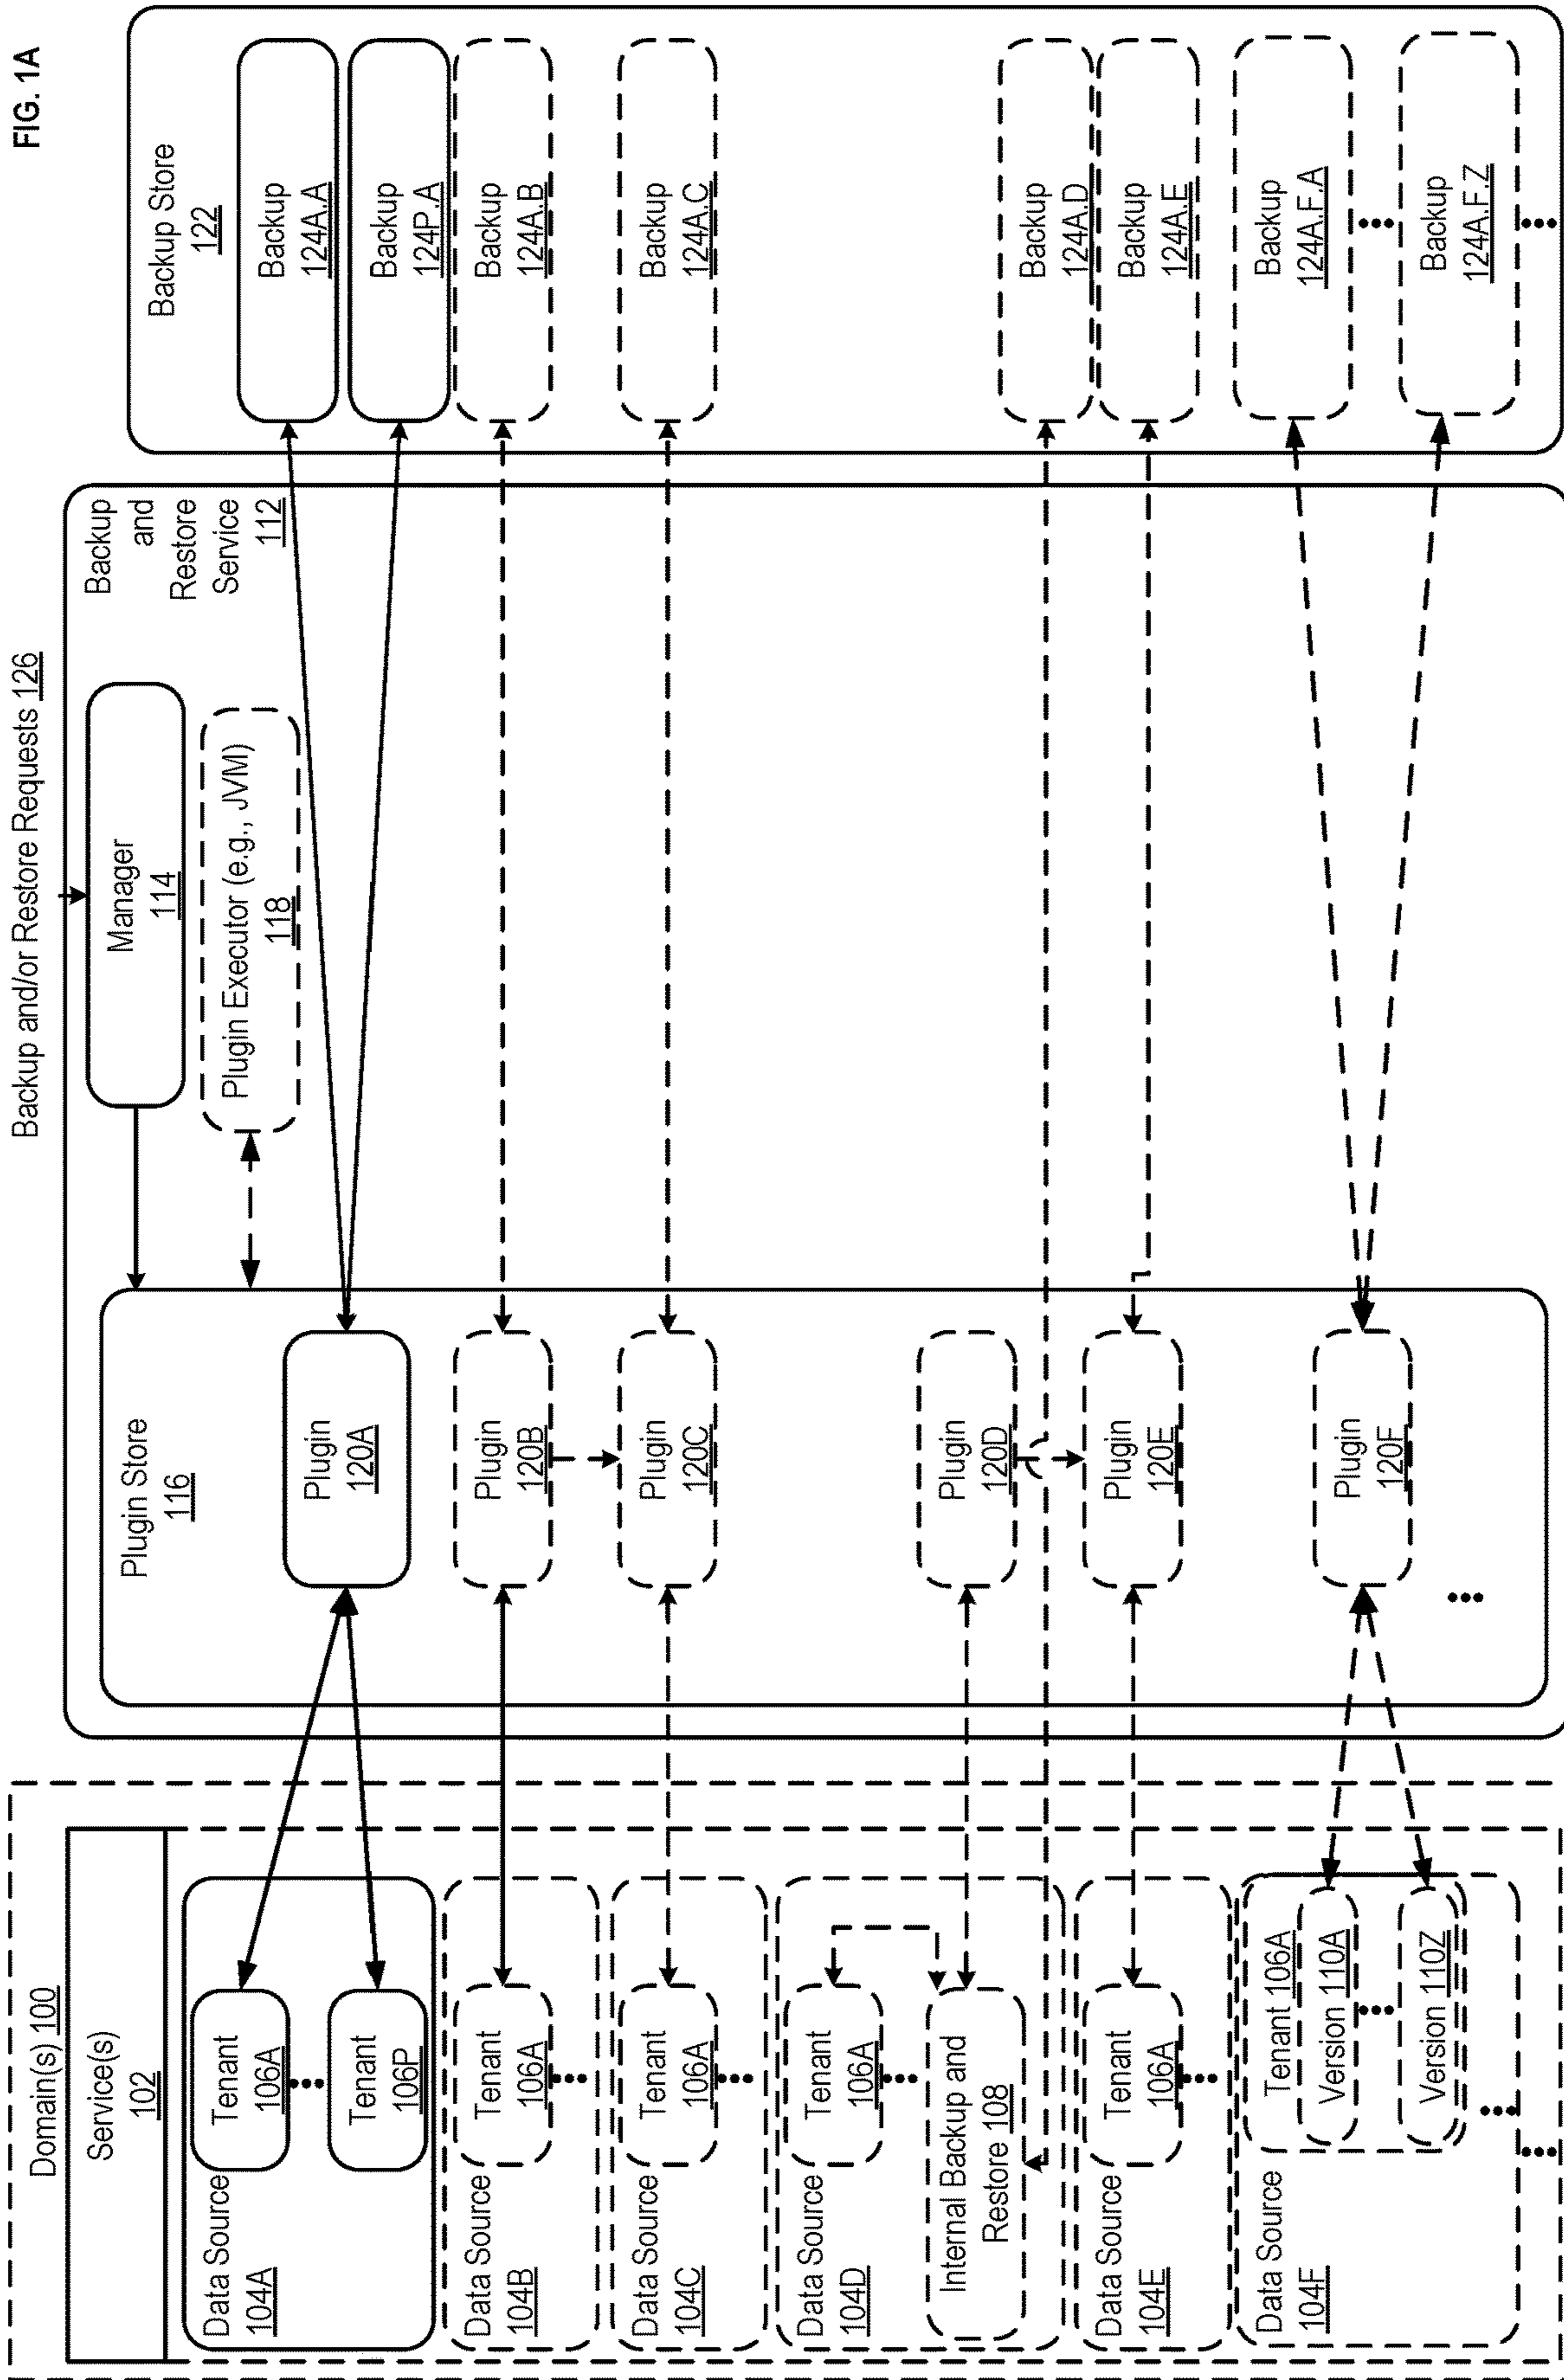 FIG. 1A
Backup and/or Restore Requests 126
Domain(s) 100
Service(s)
102
Data Source
104A
Tenant
106A
Tenant
106P
Data Source
104B
Tenant
106A
Data Source
104C
Tenant
106A
Data Source
104D
Tenant
106A
Internal Backup and
Restore 108
Data Source
104E
Tenant
106A
Data Source
104F
Tenant 106A
Version 110A
Version 110Z
Backup
and
Restore
Service
112
Manager
114
Plugin Executor (e.g., JVM)
118
Plugin Store
116
Plugin
120A
Plugin
120B
Plugin
120C
Plugin
120D
Plugin
120E
Plugin
120F
Backup Store
122
Backup
124A.A
Backup
124P.A
Backup
124A.B
Backup
124A.C
Backup
124A.D
Backup
124A.E
Backup
124A.F.A
Backup
124A.F.Z